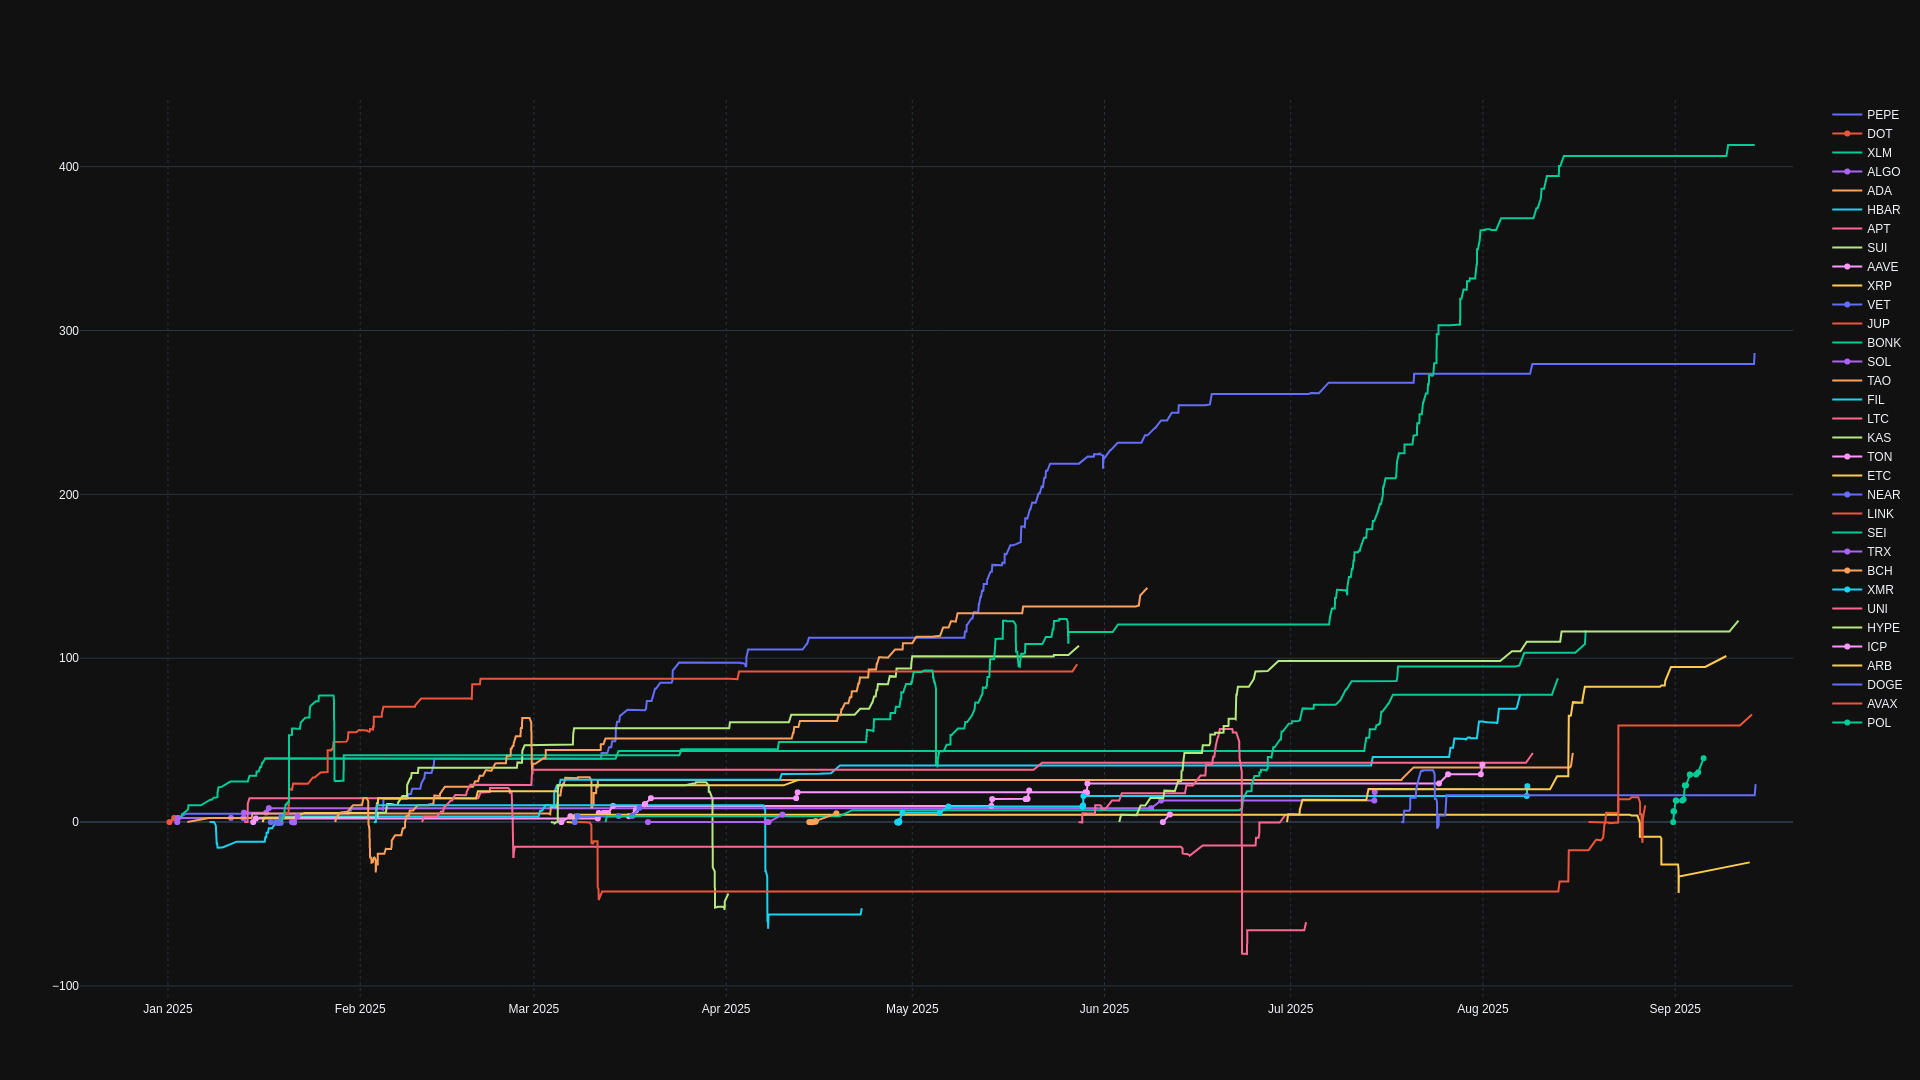 400
300
200
100
0
−100
Jan 2025
Feb 2025
Mar 2025
Apr 2025
May 2025
Jun 2025
Jul 2025
Aug 2025
Sep 2025
PEPE
DOT
XLM
ALGO
ADA
HBAR
APT
SUI
AAVE
XRP
VET
JUP
BONK
SOL
TAO
FIL
LTC
KAS
TON
ETC
NEAR
LINK
SEI
TRX
BCH
XMR
UNI
HYPE
ICP
ARB
DOGE
AVAX
POL